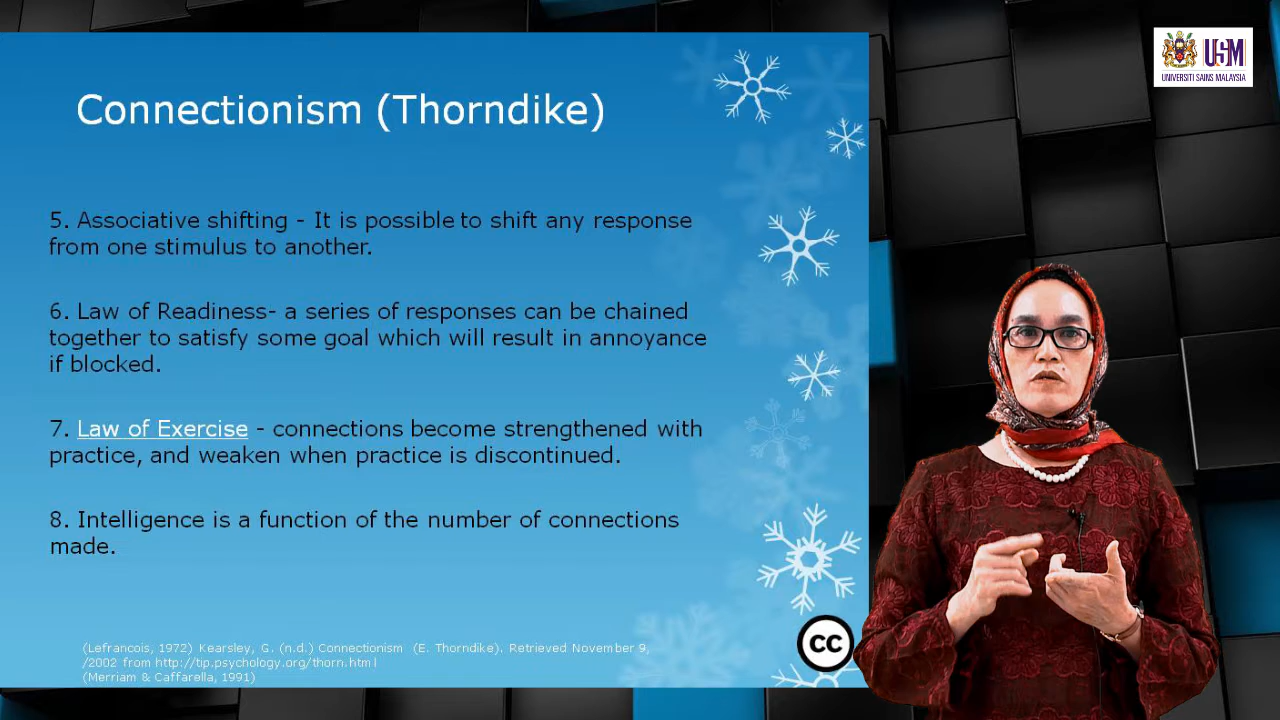 USM
UNIVERSITI SAINS MALAYSIA
Connectionism (Thorndike)
5. Associative shifting - It is possible to shift any response
from one stimulus to another.
6. Law of Readiness- a series of responses can be chained
together to satisfy some goal which will result in annoyance
if blocked.
7. Law of Exercise - connections become strengthened with
practice, and weaken when practice is discontinued.
8. Intelligence is a function of the number of connections
made.
(Lefrancois, 1972) Kearsley, G. (n.d.) Connectionism (E. Thorndike). Retrieved November 9,
/2002 from http://tip.psychology.org/thorn.html
(Merriam & Caffarella, 1991)
cc